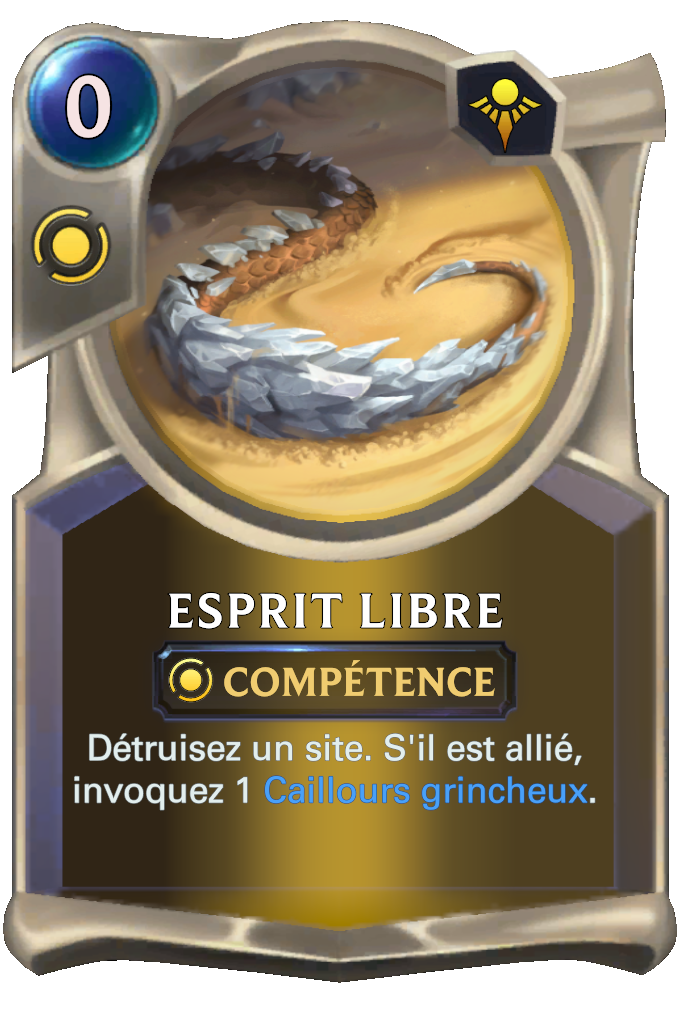 0
ESPRIT LIBRE
COMPÉTENCE
Détruisez un site. S'il est allié,
invoquez 1 Caillours grincheux.